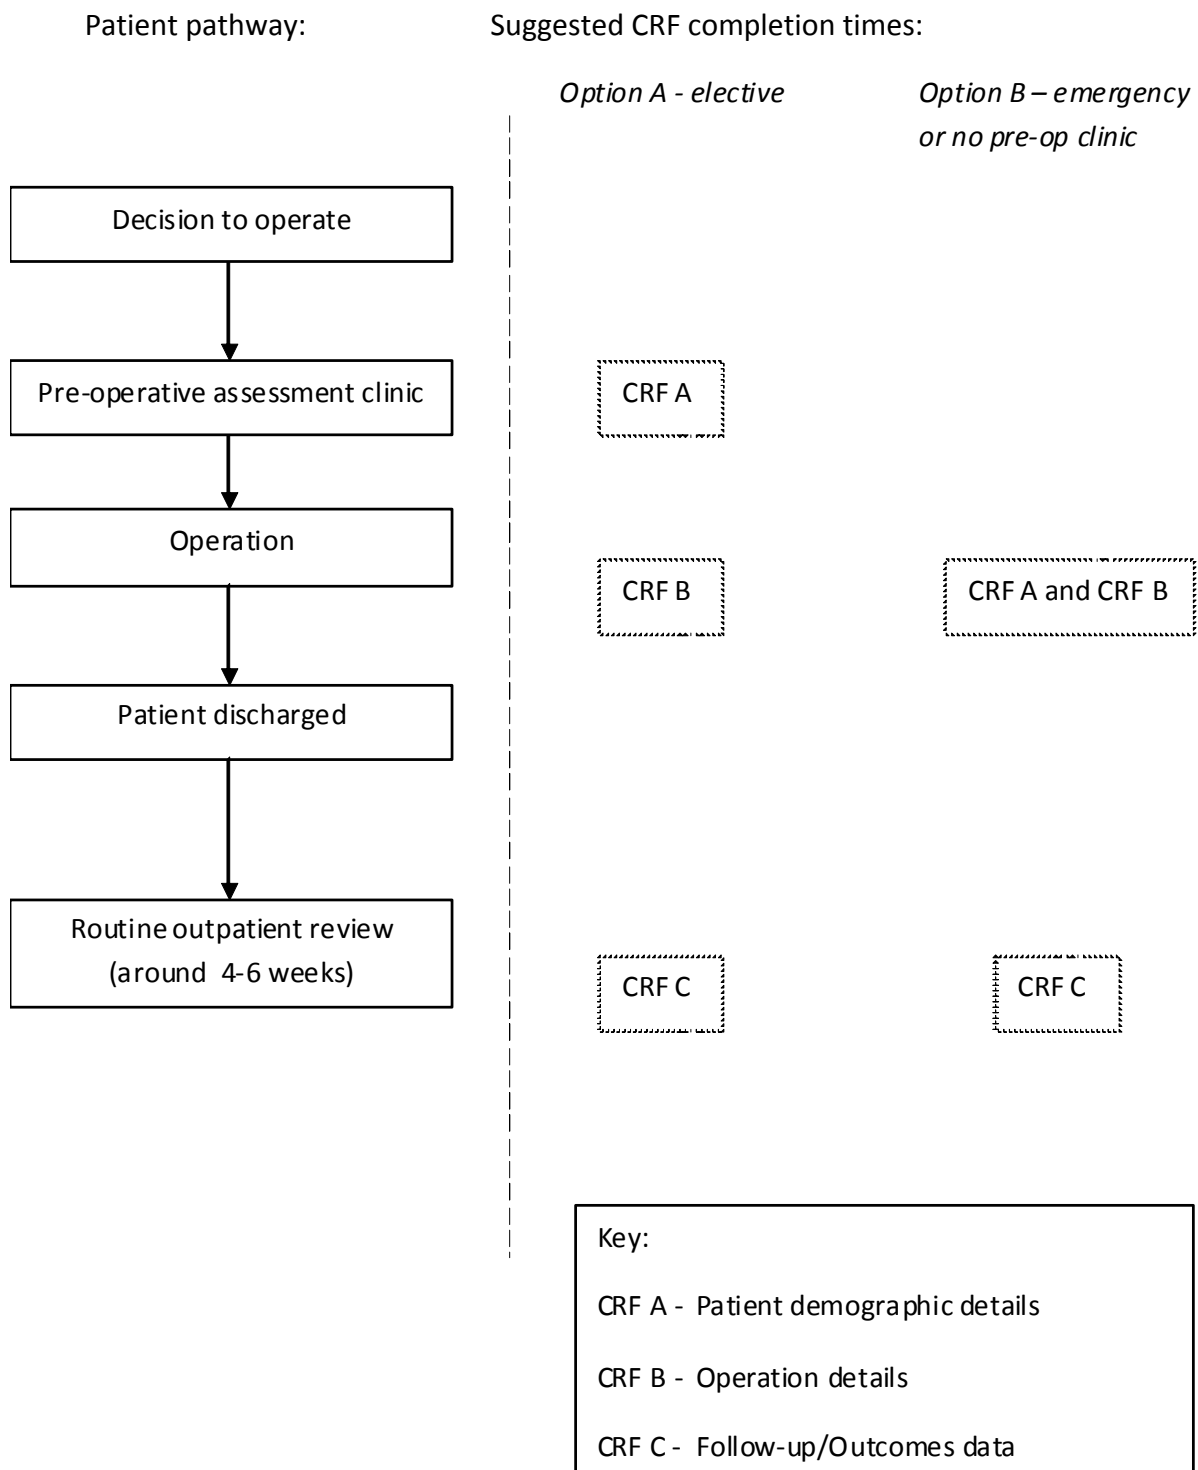 Patient pathway:
Suggested CRF completion times:
Option A - elective
Option B – emergency
or no pre-op clinic
Decision to operate
Pre-operative assessment clinic
CRF A
Operation
CRF B
CRF A and CRF B
Patient discharged
Routine outpatient review
(around 4-6 weeks)
CRF C
CRF C
Key:
CRF A - Patient demographic details
CRF B - Operation details
CRF C - Follow-up/Outcomes data